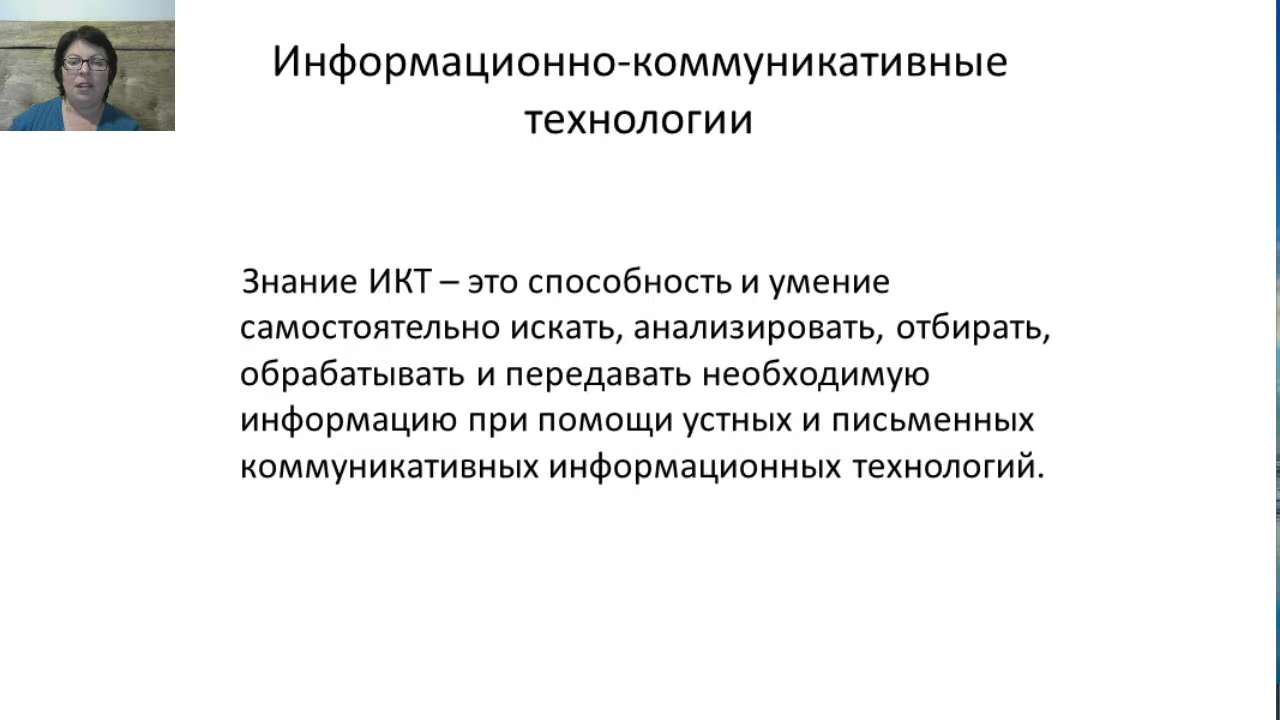 Информационно-коммуникативные
технологии
Знание ИКТ – это способность и умение
самостоятельно искать, анализировать, отбирать,
обрабатывать и передавать необходимую
информацию при помощи устных и письменных
коммуникативных информационных технологий.